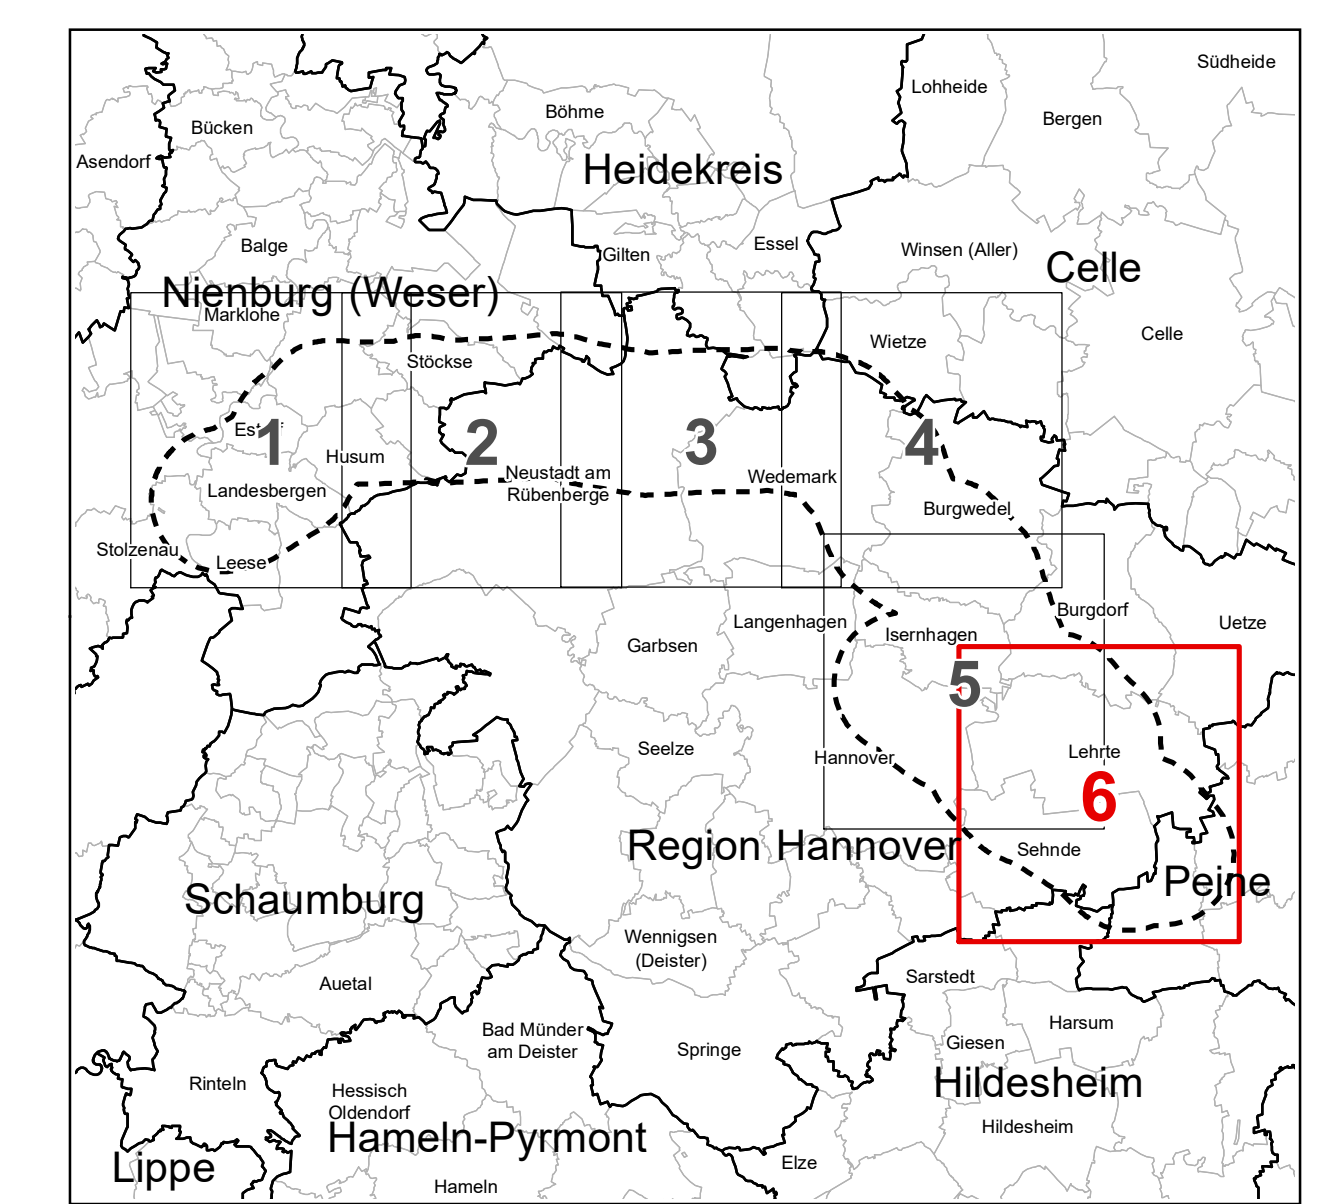 Südheide
Lohheide
Böhme
Bergen
Bücken
Asendorf
Heidekreis
Balge
Gilten
Essel
Winsen (Aller)
Celle
Nienburg (Weser)
Marklohe
Wietze
Celle
Stöckse
1
2
3
4
Husum
Neustadt am
Rübenberge
Wedemark
Landesbergen
Burgwedel
Stolzenau
Leese
Burgdorf
Langenhagen
Isernhagen
Uetze
Garbsen
5
Seelze
Hannover
Lehrte
6
Region Hannover
Sehnde
Peine
Schaumburg
Wennigsen
(Deister)
Auetal
Sarstedt
Bad Münder
am Deister
Springe
Harsum
Giesen
Rinteln
Hessisch
Oldendorf
Hildesheim
Hildesheim
Hameln-Pyrmont
Lippe
Elze
Hameln